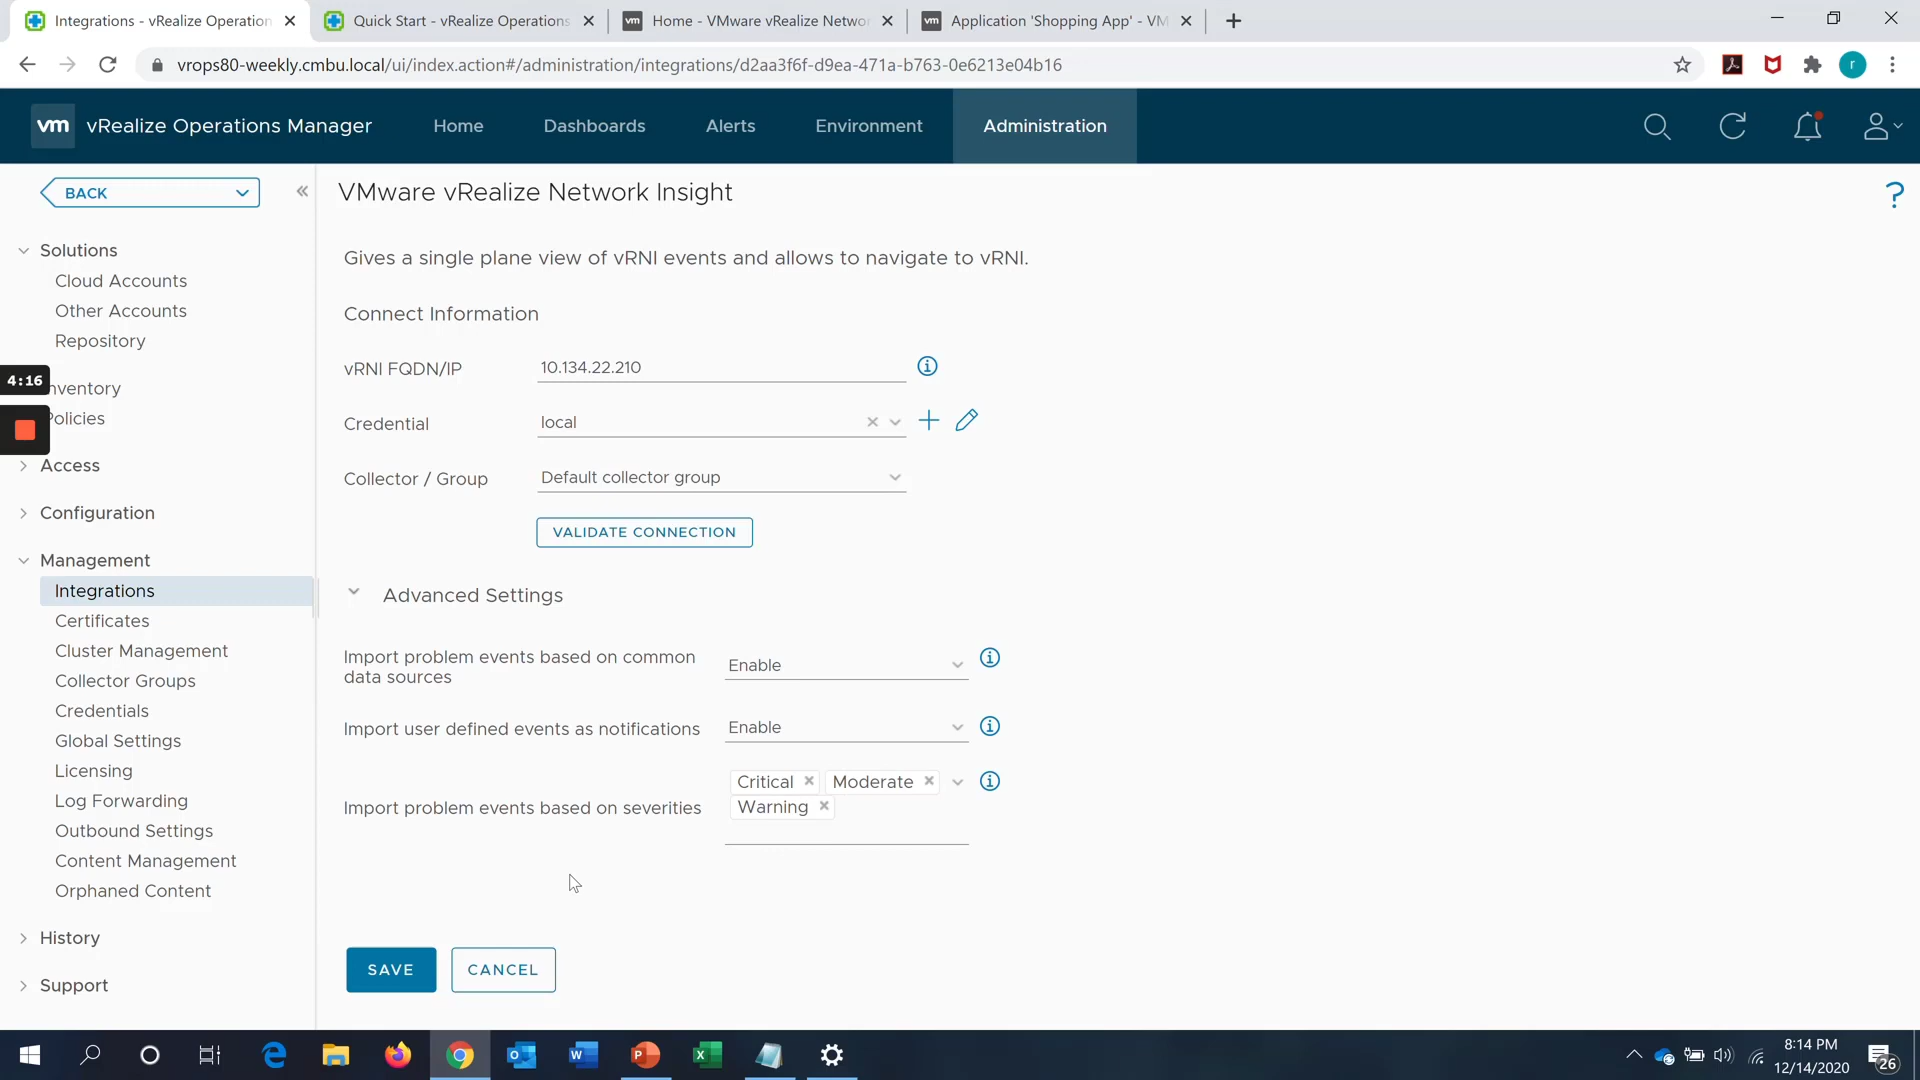 Integrations - vRealize Operation
Quick Start - vRealize Operations
vm Home - VMware vRealize Networ
vm Application 'Shopping App' - VM
vrops80-weekly.cmbu.local/ui/index.action#/administration/integrations/d2aa3f6f-d9ea-471a-b763-0e6213e04b16
r
vm vRealize Operations Manager
Home
Dashboards
Alerts
Environment
Administration
BACK
Solutions
Cloud Accounts
Other Accounts
Repository
4:16
nventory
Policies
Access
Configuration
Management
Integrations
Certificates
Cluster Management
Collector Groups
Credentials
Global Settings
Licensing
Log Forwarding
Outbound Settings
Content Management
Orphaned Content
History
Support
VMware vRealize Network Insight
?
Gives a single plane view of vRNI events and allows to navigate to vRNI.
Connect Information
vRNI FQDN/IP 10.134.22.210
Credential local
Collector / Group Default collector group
VALIDATE CONNECTION
Advanced Settings
Import problem events based on common
data sources
Enable
Import user defined events as notifications Enable
Critical Moderate
Warning
Import problem events based on severities
SAVE CANCEL
8:14 PM
12/14/2020
26